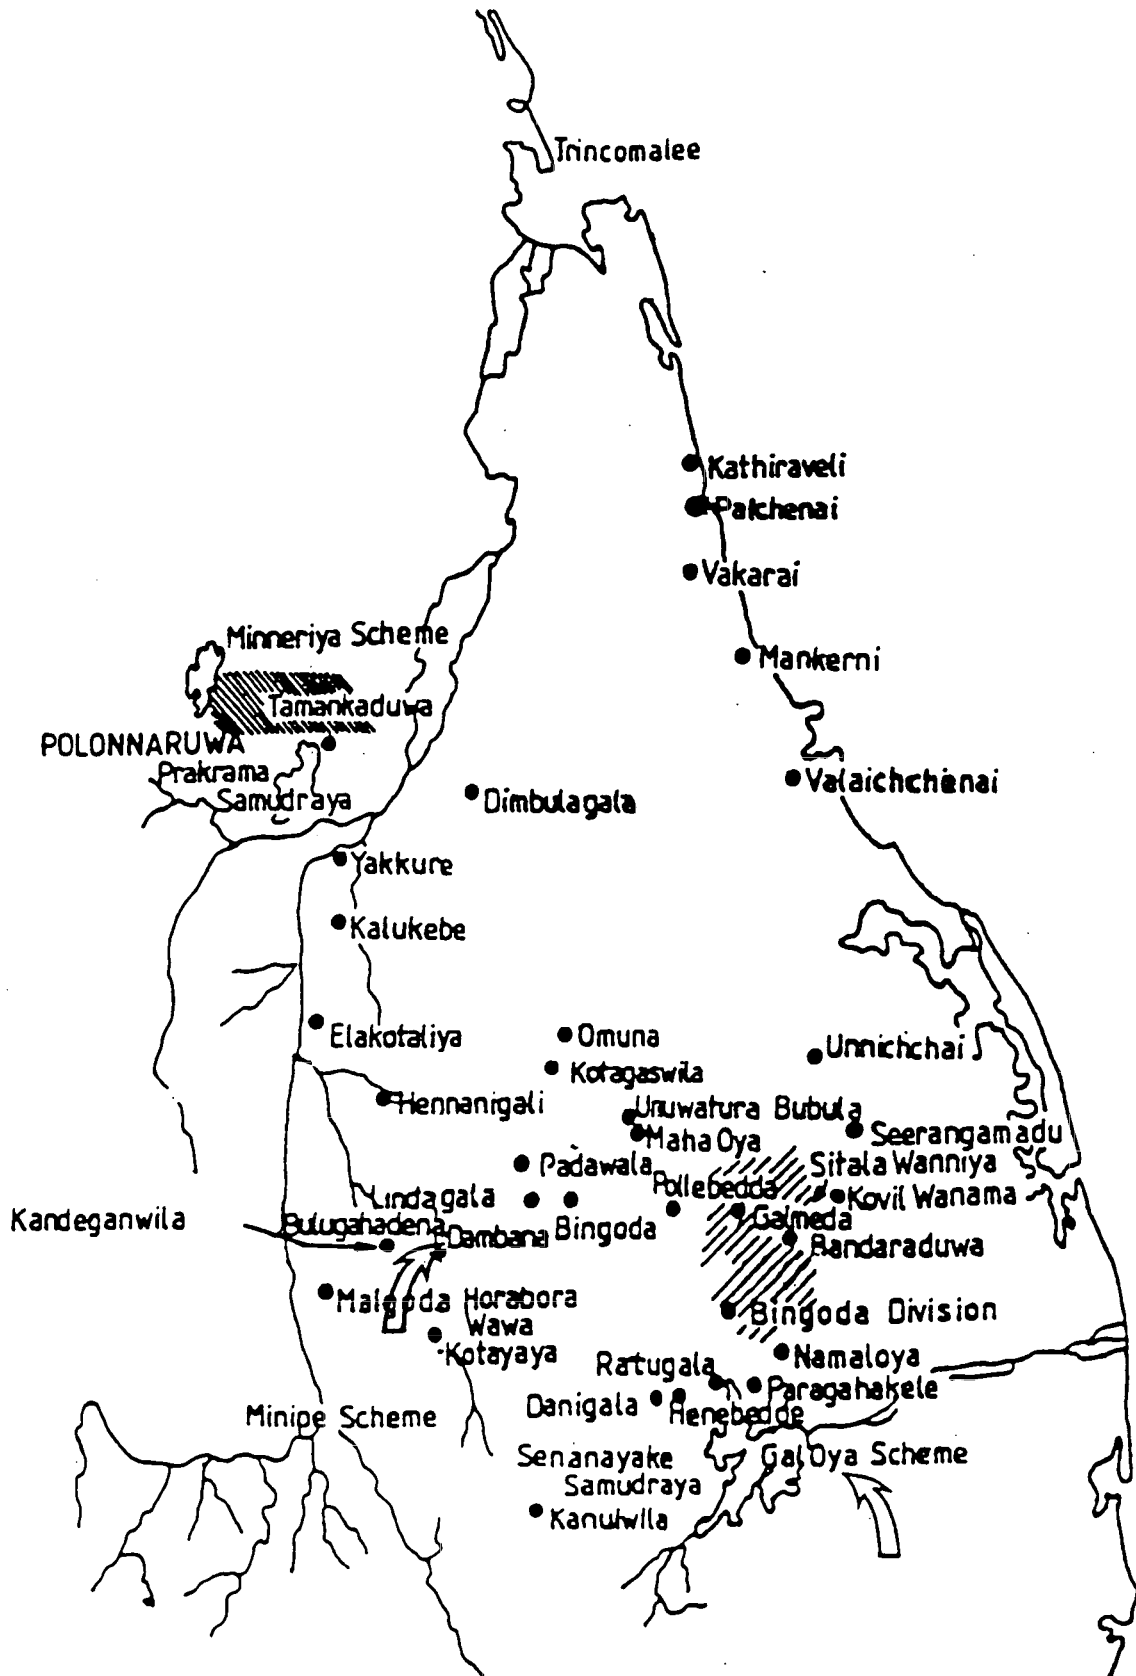 Trincomalee
Kathiraveli
Palchenai
Vakarai
Minneriya Scheme
Mankerni
Tamankaduwa
POLONNARUWA
Prakrama
Samudraya
Valaichchenai
Dimbulagala
Yakkure
Kalukebe
Elakotaliya
Omuna
Unnichchai
Kotagaswila
Hennanigali
Unuwatura Bubula
Maha Oya
Seerangamadu
Padawala
Sitala Wanniya
Pollebedda
Lindagala
Kovil Wanama
Kandeganwila
Bulugahadena
Dambana
Bingoda
Galmeda
Bandaraduwa
Malgoda
Horabora
Wawa
Bingoda Division
Kotayaya
Namaloya
Ratugala
Paragahakele
Danigala
Henebedde
Minipe Scheme
Senanayake
Samudraya
Gal Oya Scheme
Kanulwila